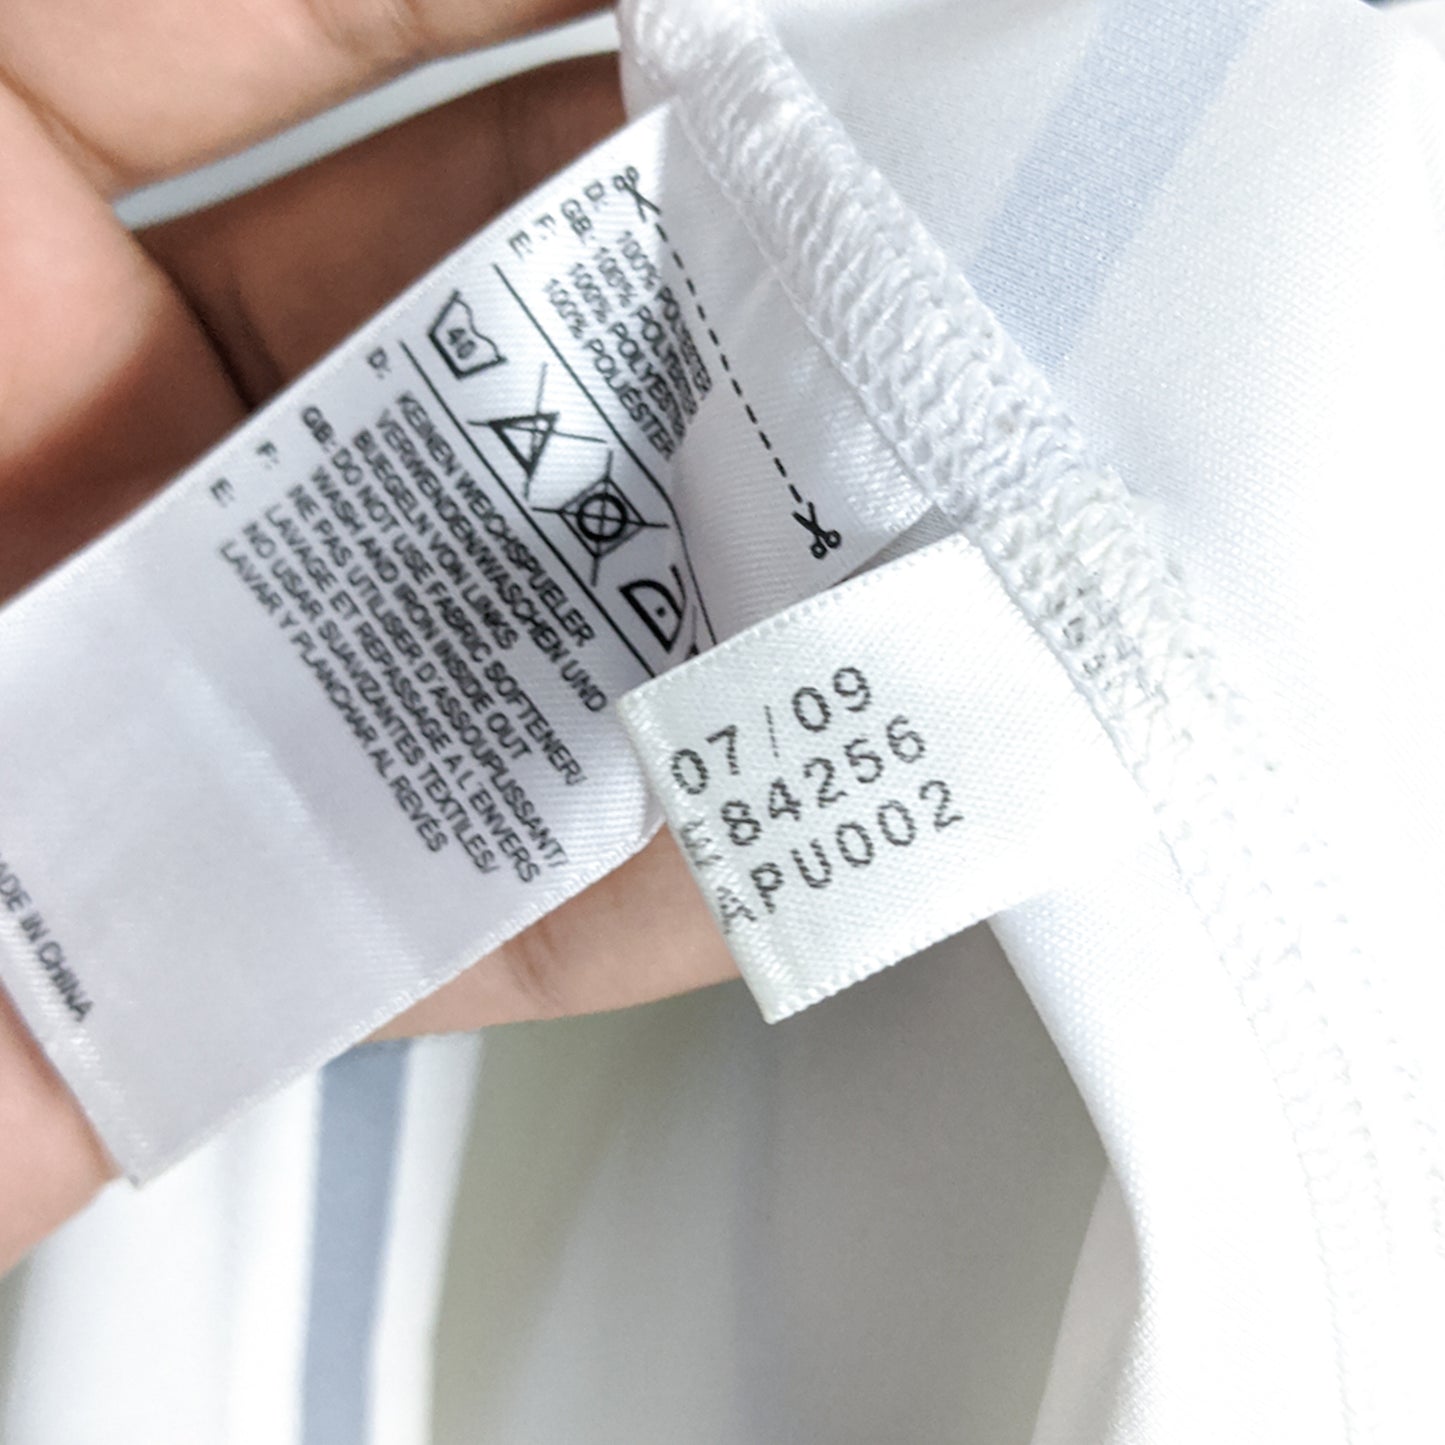 D: 100% POLYESTER
GB: 100% POLYESTER
F: 100% POLYESTER
E: 100% POLIÉSTER
40
D: KEINEN WEICHSPUELER
VERWENDEN/WASCHEN UND
BUEGELN VON LINKS
GB: DO NOT USE FABRIC SOFTENER/
WASH AND IRON INSIDE OUT
F: NE PAS UTILISER D'ASSOUPLISSANT/
LAVAGE ET REPASSAGE A L'ENVERS
E: NO USAR SUAVIZANTES TEXTILES/
LAVAR Y PLANCHAR AL REVÉS
ADE IN CHINA
07/09
84256
PU002